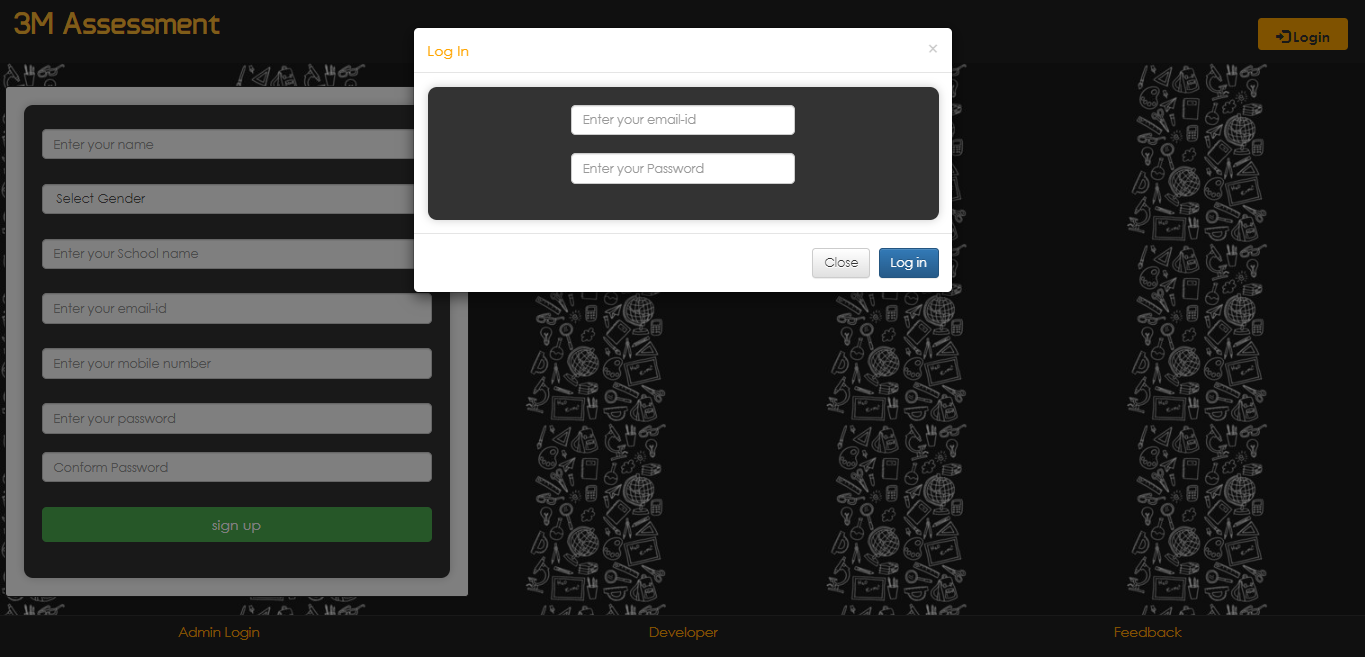 3M Assessment
Login
Log In
×
Enter your email-id
Enter your Password
Close
Log in
Enter your name
Select Gender
Enter your School name
Enter your email-id
Enter your mobile number
Enter your password
Conform Password
sign up
Admin Login
Developer
Feedback